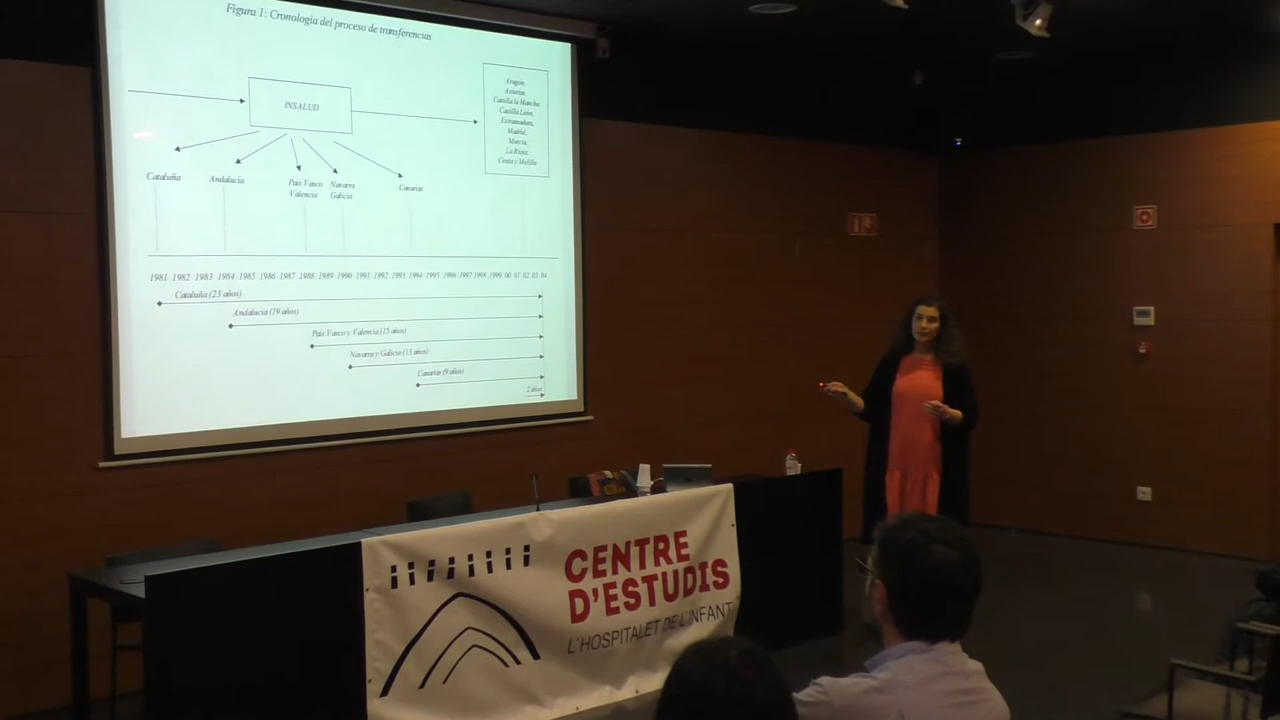 Figura 1: Cronologia del proceso de transferencias
INSALUD
Aragón,
Asturias,
Castilla la Mancha
Castilla León,
Extremadura,
Madrid,
Murcia,
La Rioja,
Ceuta y Melilla
Cataluña
Andalucia
País Vasco
Valencia
Navarra
Galicia
Canarias
1981 1982 1983 1984 1985 1986 1987 1988 1989 1990 1991 1992 1993 1994 1995 1996 1997 1998 1999 00 01 02 03 04
Cataluña (23 años)
Andalucia (19 años)
País Vasco y Valencia (15 años)
Navarra y Galicia (13 años)
Canarias (9 años)
2 años
CENTRE
D'ESTUDIS
L'HOSPITALET DE L'INFANT